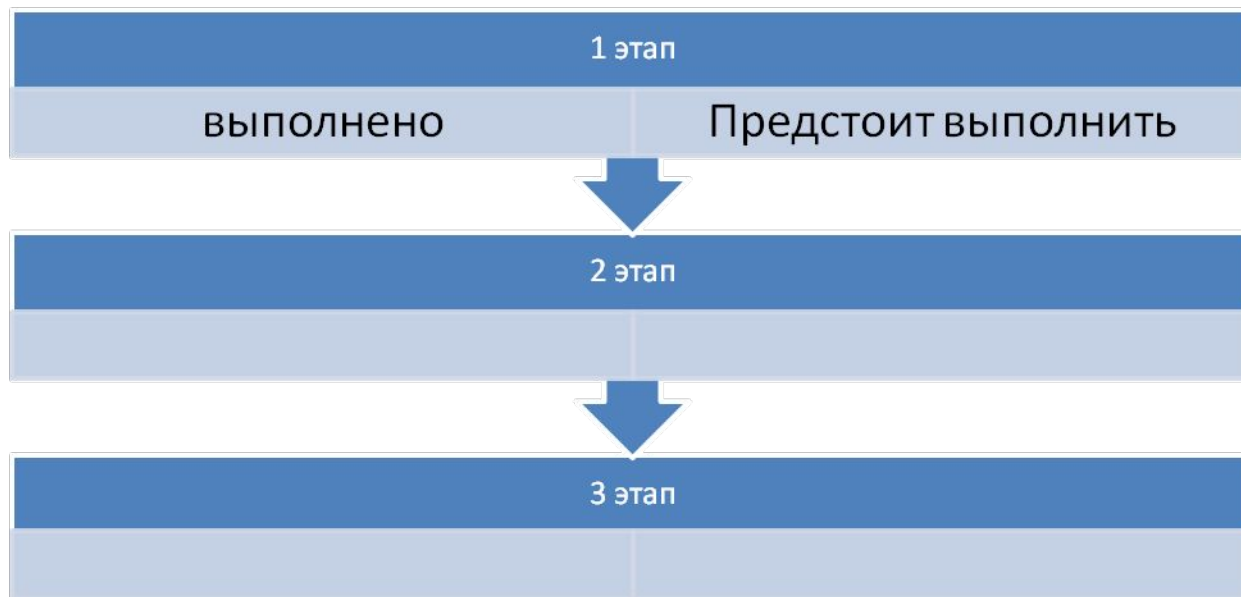 1 этап
выполнено
Предстоит выполнить
2 этап
3 этап